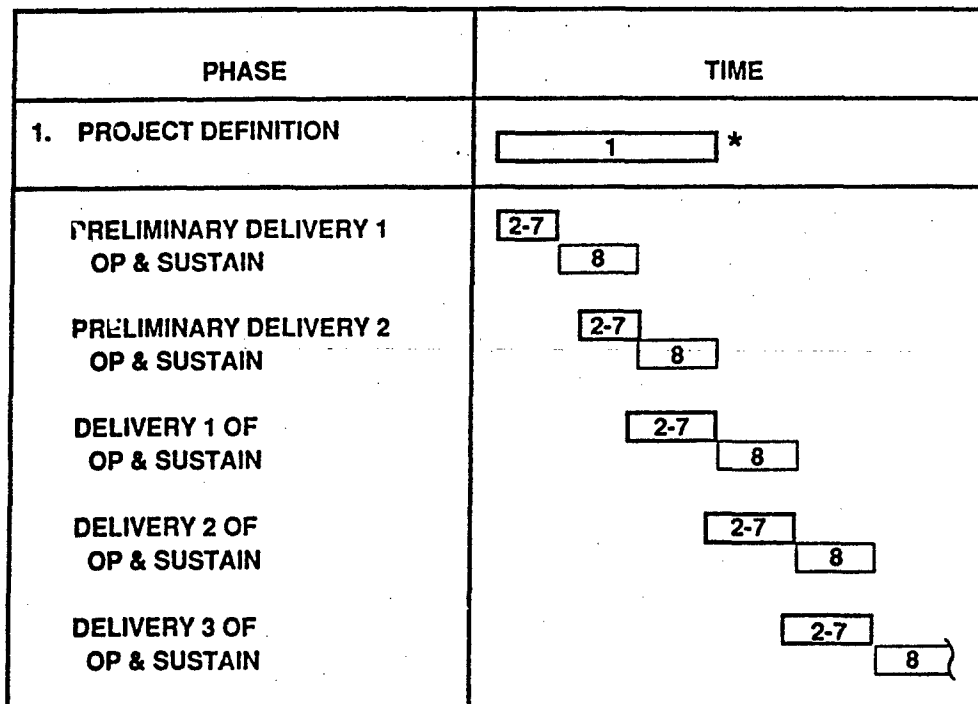 PHASE TIME
1. PROJECT DEFINITION 1 *
PRELIMINARY DELIVERY 1 2-7
OP & SUSTAIN 8
PRELIMINARY DELIVERY 2 2-7
OP & SUSTAIN 8
DELIVERY 1 OF 2-7
OP & SUSTAIN 8
DELIVERY 2 OF 2-7
OP & SUSTAIN 8
DELIVERY 3 OF 2-7
OP & SUSTAIN 8